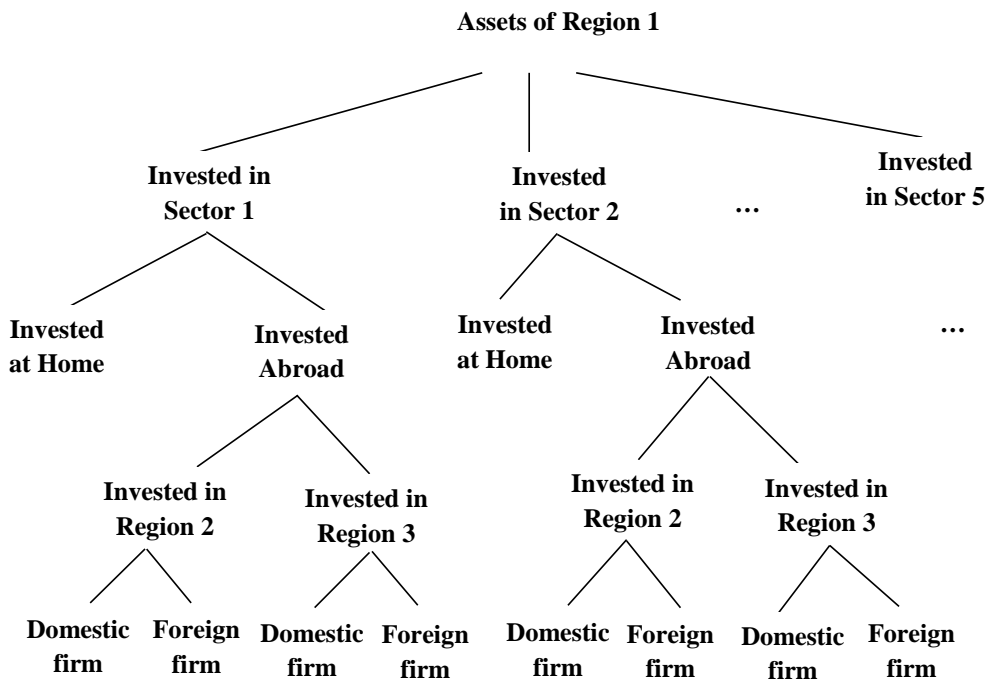 Assets of Region 1
Invested in
Sector 1
Invested
in Sector 2
...
Invested
in Sector 5
Invested
at Home
Invested
Abroad
Invested
at Home
Invested
Abroad
...
Invested in
Region 2
Invested in
Region 3
Invested in
Region 2
Invested in
Region 3
Domestic
firm
Foreign
firm
Domestic
firm
Foreign
firm
Domestic
firm
Foreign
firm
Domestic
firm
Foreign
firm